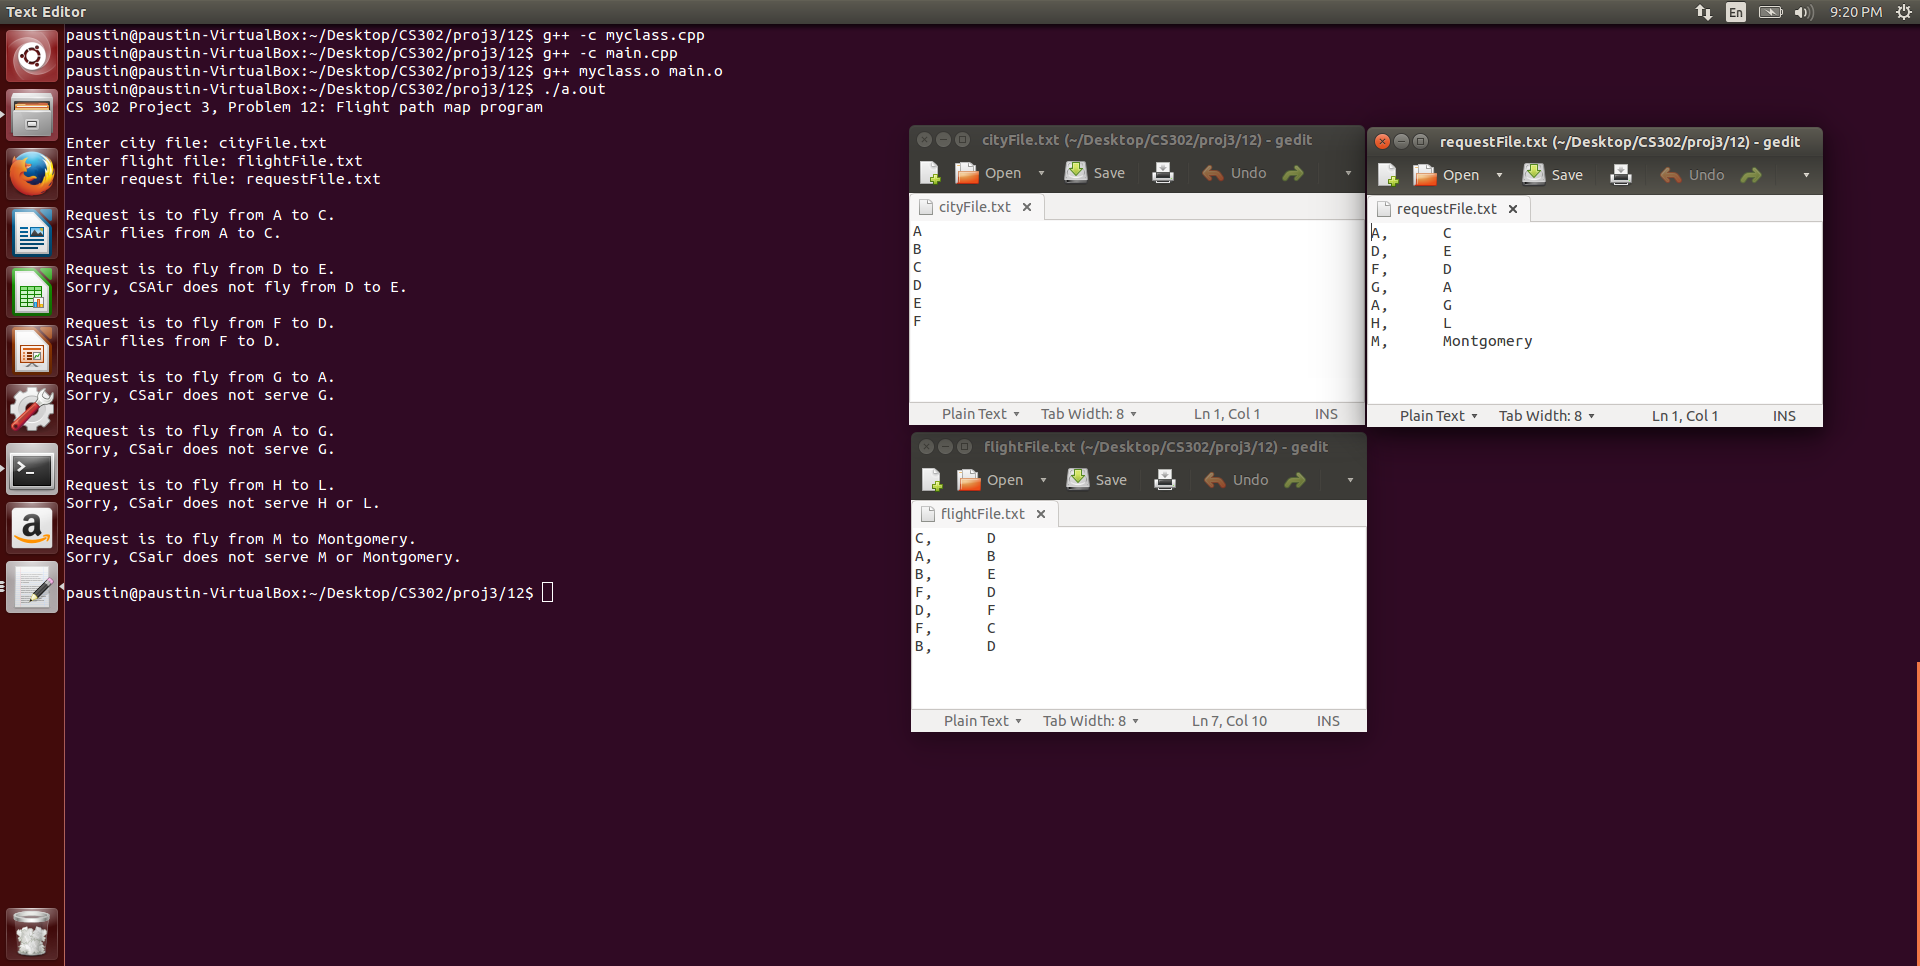 Text Editor
En
9:20 PM
paustin@paustin-VirtualBox:~/Desktop/CS302/proj3/12$ g++ -c myclass.cpp
paustin@paustin-VirtualBox:~/Desktop/CS302/proj3/12$ g++ -c main.cpp
paustin@paustin-VirtualBox:~/Desktop/CS302/proj3/12$ g++ myclass.o main.o
paustin@paustin-VirtualBox:~/Desktop/CS302/proj3/12$ ./a.out
CS 302 Project 3, Problem 12: Flight path map program
Enter city file: cityFile.txt
Enter flight file: flightFile.txt
Enter request file: requestFile.txt
Request is to fly from A to C.
CSAir flies from A to C.
Request is to fly from D to E.
Sorry, CSAir does not fly from D to E.
Request is to fly from F to D.
CSAir flies from F to D.
Request is to fly from G to A.
Sorry, CSair does not serve G.
Request is to fly from A to G.
Sorry, CSair does not serve G.
Request is to fly from H to L.
Sorry, CSair does not serve H or L.
Request is to fly from M to Montgomery.
Sorry, CSair does not serve M or Montgomery.
paustin@paustin-VirtualBox:~/Desktop/CS302/proj3/12$
cityFile.txt (~/Desktop/CS302/proj3/12) - gedit
Open Save Undo
cityFile.txt
A
B
C
D
E
F
Plain Text Tab Width: 8 Ln 1, Col 1 INS
requestFile.txt (~/Desktop/CS302/proj3/12) - gedit
Open Save Undo
requestFile.txt
A, C
D, E
F, D
G, A
A, G
H, L
M, Montgomery
Plain Text Tab Width: 8 Ln 1, Col 1 INS
flightFile.txt (~/Desktop/CS302/proj3/12) - gedit
Open Save Undo
flightFile.txt
C, D
A, B
B, E
F, D
D, F
F, C
B, D
Plain Text Tab Width: 8 Ln 7, Col 10 INS